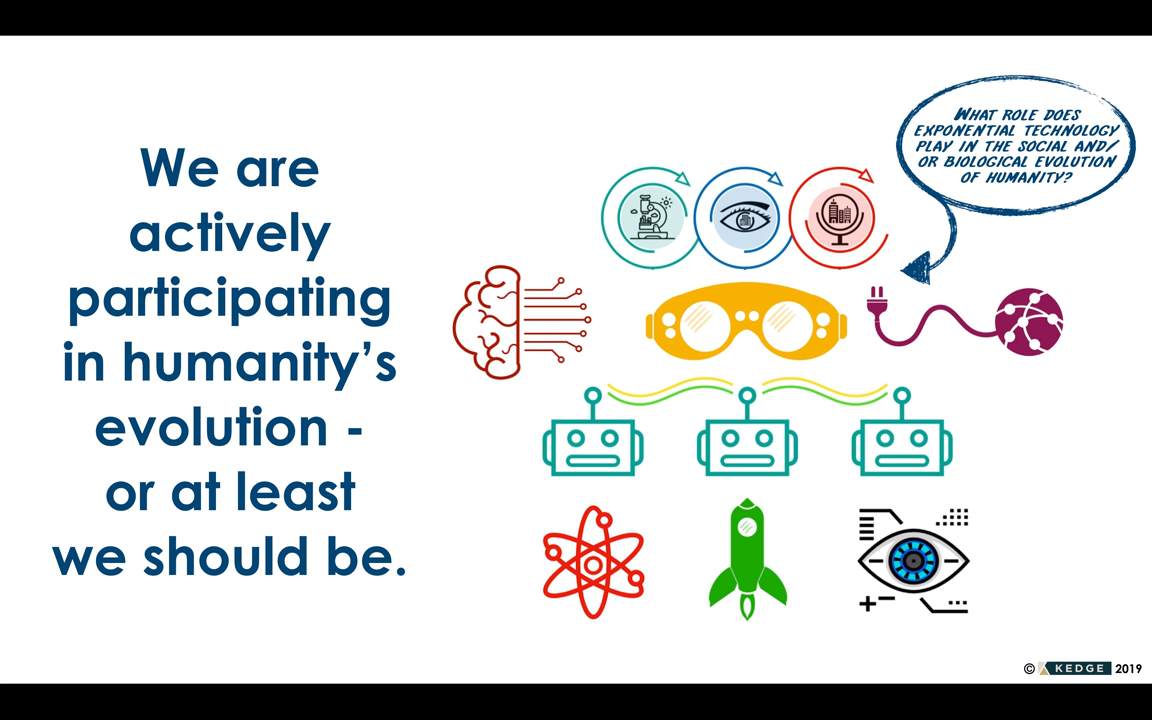 We are
actively
participating
in humanity’s
evolution -
or at least
we should be.
WHAT ROLE DOES
EXPONENTIAL TECHNOLOGY
PLAY IN THE SOCIAL AND/
OR BIOLOGICAL EVOLUTION
OF HUMANITY?
© KEDGE 2019